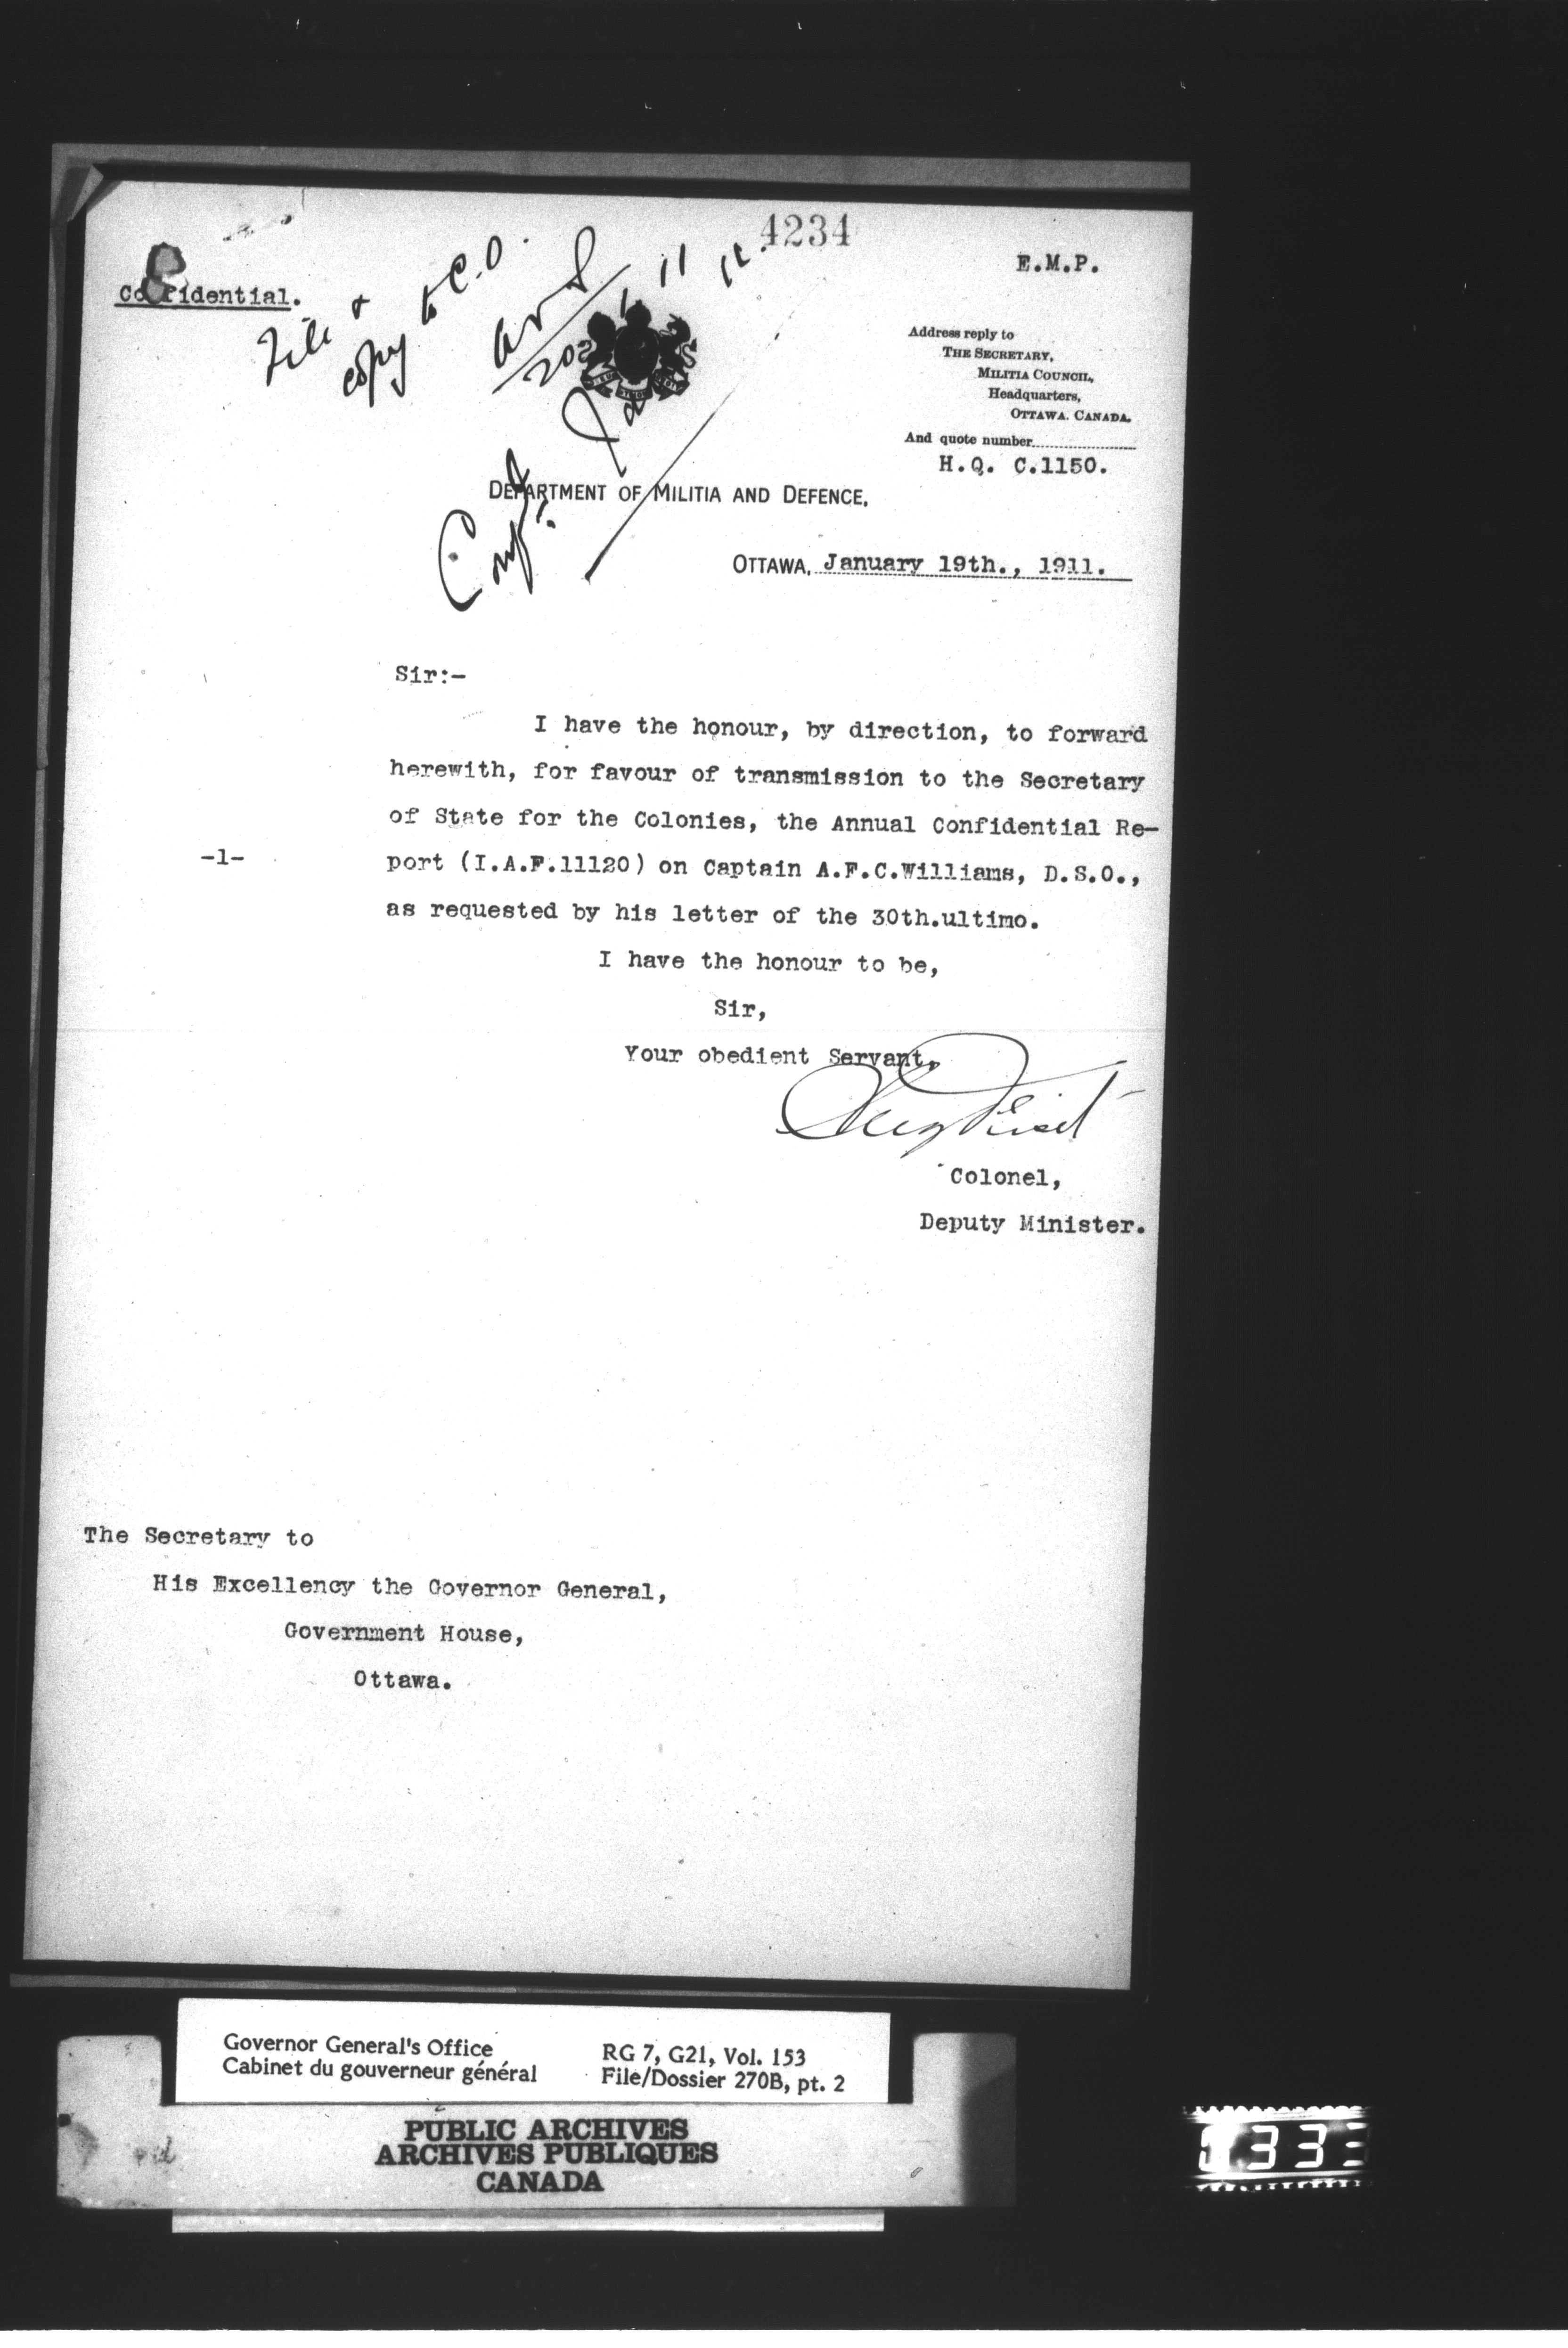 4234
E.M.P.
Confidential.
File &
copy to C.O.
Address reply to
THE SECRETARY,
MILITIA COUNCIL,
Headquarters,
OTTAWA. CANADA.
And quote number
H.Q. C.1150.
DEPARTMENT OF MILITIA AND DEFENCE,
OTTAWA, January 19th., 1911.
Sir:-
I have the honour, by direction, to forward
herewith, for favour of transmission to the Secretary
of State for the Colonies, the Annual Confidential Re-
-1-
port (I.A.F.11120) on Captain A.F.C.Williams, D.S.O.,
as requested by his letter of the 30th.ultimo.
I have the honour to be,
Sir,
Your obedient Servant,
Colonel,
Deputy Minister.
The Secretary to
His Excellency the Governor General,
Government House,
Ottawa.
Governor General's Office
Cabinet du gouverneur général
RG 7, G21, Vol. 153
File/Dossier 270B, pt. 2
PUBLIC ARCHIVES
ARCHIVES PUBLIQUES
CANADA